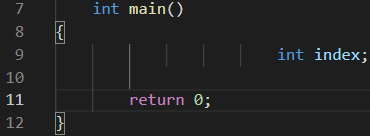 7 int main()
8 {
9 int index;
10
11 return 0;
12 }